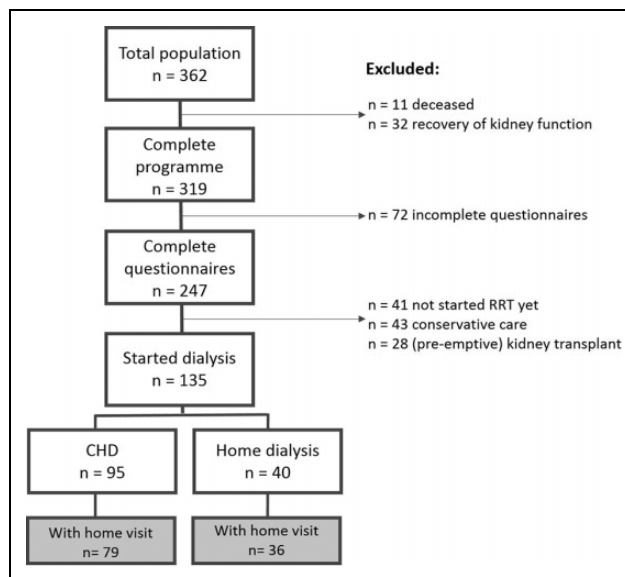 Total population
n = 362
Excluded:
n = 11 deceased
n = 32 recovery of kidney function
Complete
programme
n = 319
n = 72 incomplete questionnaires
Complete
questionnaires
n = 247
n = 41 not started RRT yet
n = 43 conservative care
n = 28 (pre-emptive) kidney transplant
Started dialysis
n = 135
CHD
n = 95
Home dialysis
n = 40
With home visit
n= 79
With home visit
n= 36